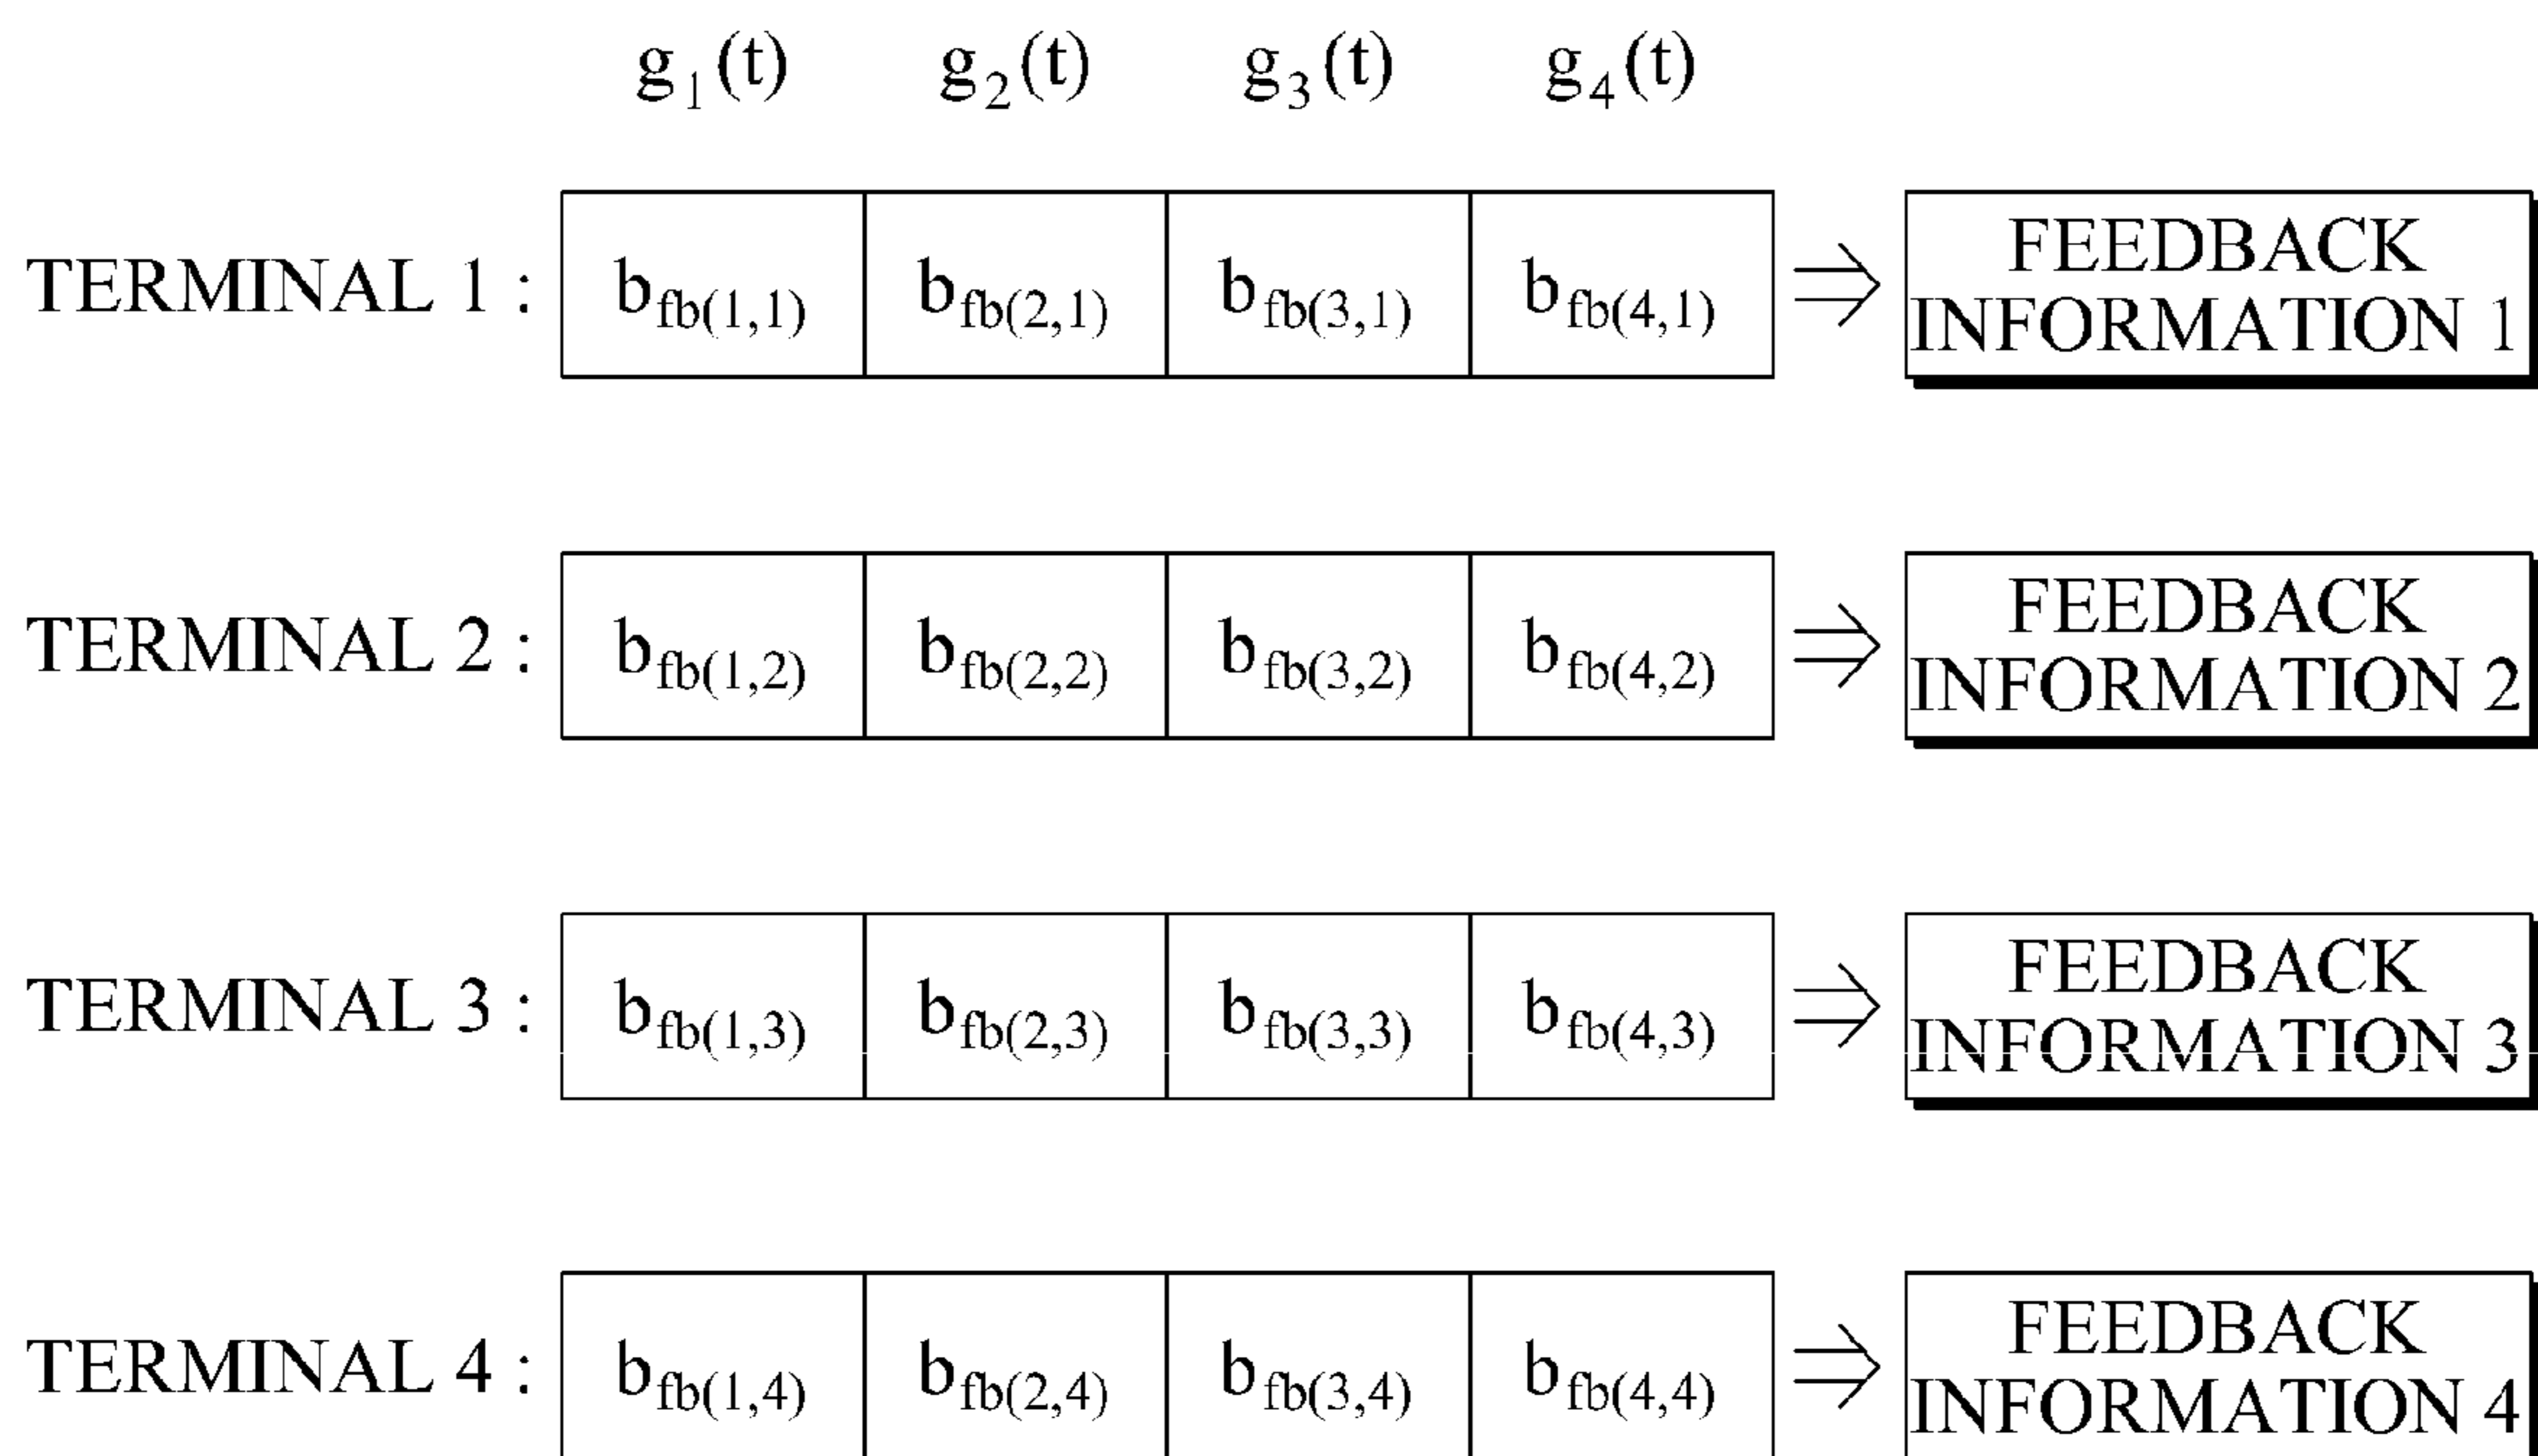 g1(t) g2(t) g3(t) g4(t)
TERMINAL 1 : bfb(1,1) bfb(2,1) bfb(3,1) bfb(4,1) ⇒ FEEDBACK
INFORMATION 1
TERMINAL 2 : bfb(1,2) bfb(2,2) bfb(3,2) bfb(4,2) ⇒ FEEDBACK
INFORMATION 2
TERMINAL 3 : bfb(1,3) bfb(2,3) bfb(3,3) bfb(4,3) ⇒ FEEDBACK
INFORMATION 3
TERMINAL 4 : bfb(1,4) bfb(2,4) bfb(3,4) bfb(4,4) ⇒ FEEDBACK
INFORMATION 4